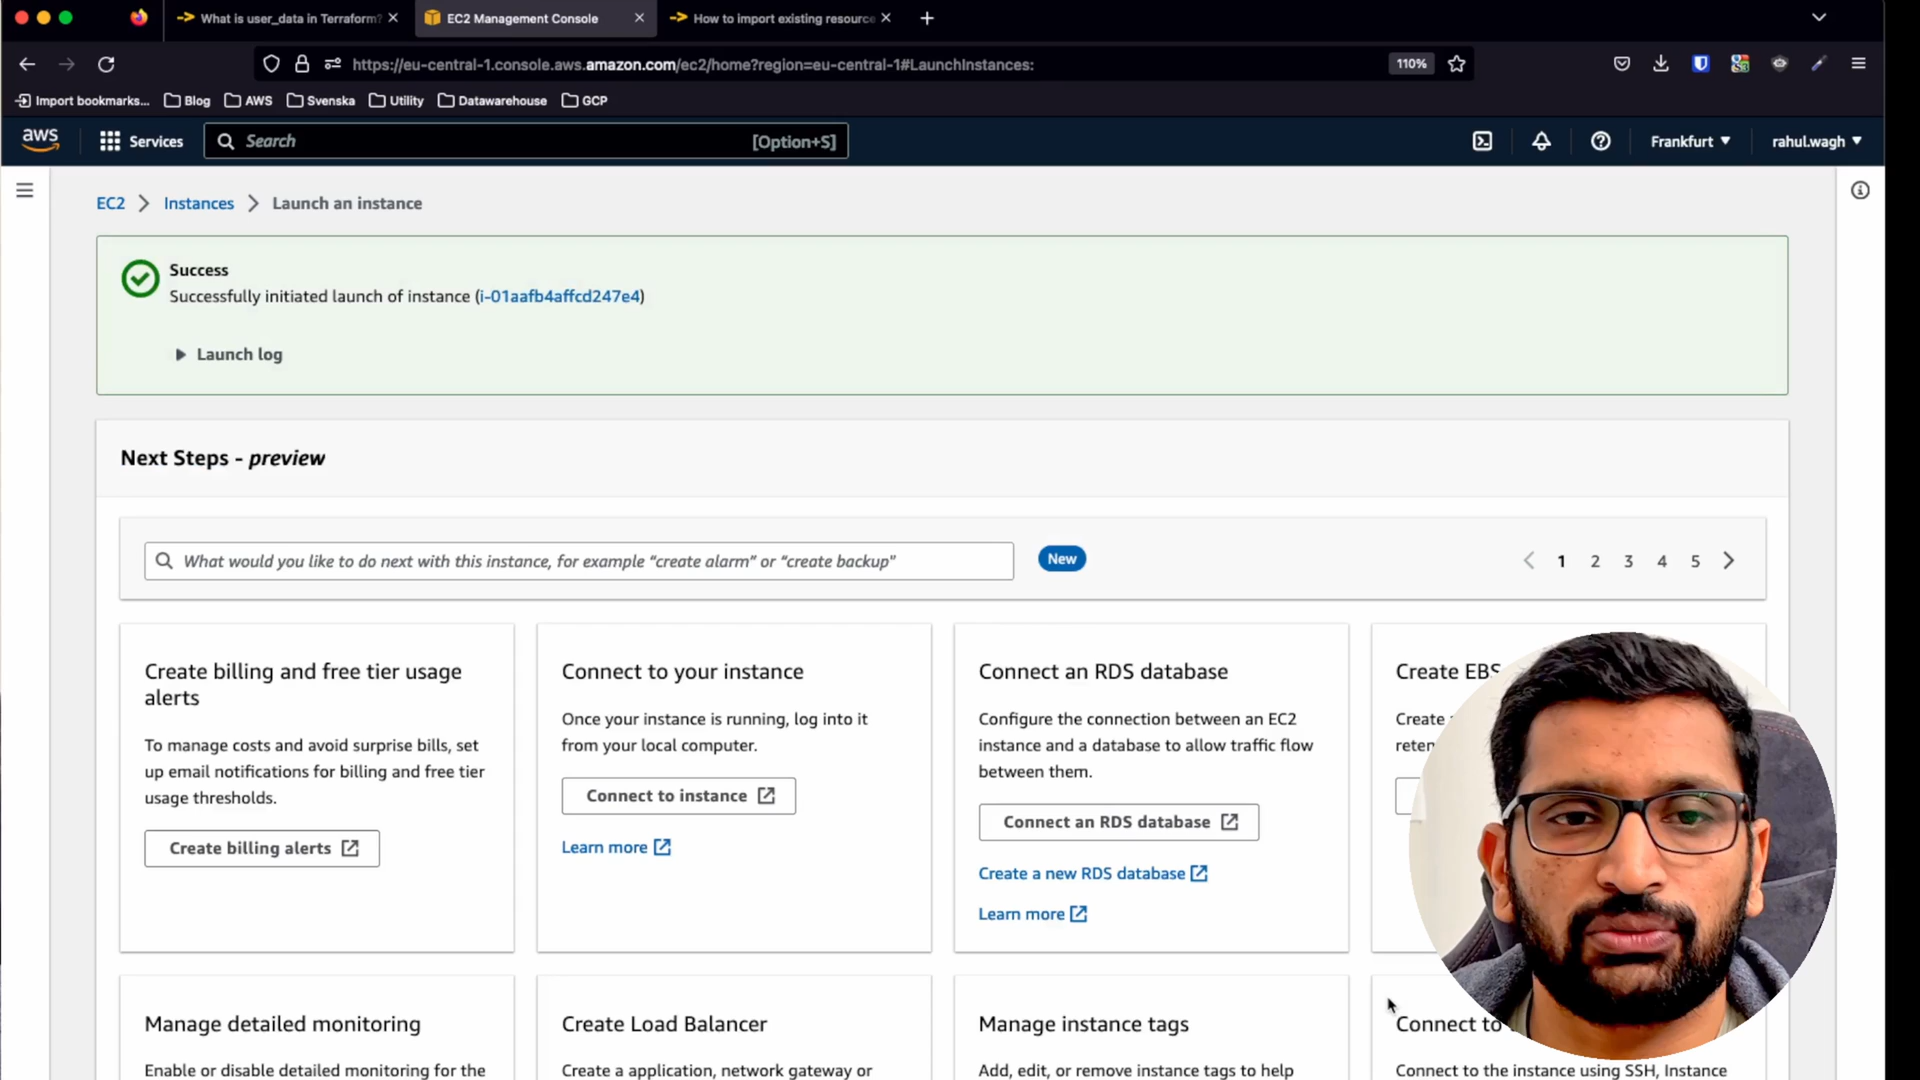 What is user_data in Terraform?
EC2 Management Console
How to import existing resource
https://eu-central-1.console.aws.amazon.com/ec2/home?region=eu-central-1#LaunchInstances:
110%
Import bookmarks...
Blog
AWS
Svenska
Utility
Datawarehouse
GCP
aws
Services
Search
[Option+S]
Frankfurt
rahul.wagh
EC2
Instances
Launch an instance
Success
Successfully initiated launch of instance (i-01aafb4affcd247e4)
Launch log
Next Steps - preview
What would you like to do next with this instance, for example “create alarm” or “create backup”
New
1 2 3 4 5
Create billing and free tier usage
alerts
To manage costs and avoid surprise bills, set
up email notifications for billing and free tier
usage thresholds.
Create billing alerts
Connect to your instance
Once your instance is running, log into it
from your local computer.
Connect to instance
Learn more
Connect an RDS database
Configure the connection between an EC2
instance and a database to allow traffic flow
between them.
Connect an RDS database
Create a new RDS database
Learn more
Create EBS
Create
Manage detailed monitoring
Enable or disable detailed monitoring for the
Create Load Balancer
Create a application, network gateway or
Manage instance tags
Add, edit, or remove instance tags to help
Connect to
Connect to the instance using SSH, Instance